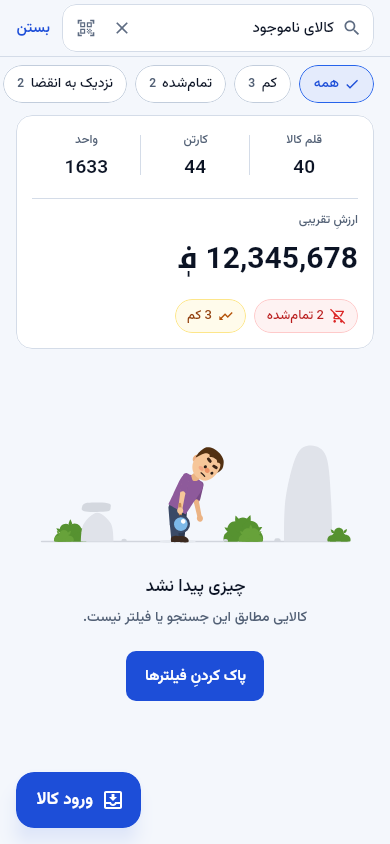 کالای ناموجود
بستن
همه
کم 3
تمام‌شده 2
نزدیک به انقضا 2
قلم کالا
کارتن
واحد
40
44
1633
ارزشِ تقریبی
12,345,678 ؋
2 تمام‌شده
3 کم
چیزی پیدا نشد
کالایی مطابق این جستجو یا فیلتر نیست.
پاک کردنِ فیلترها
ورود کالا